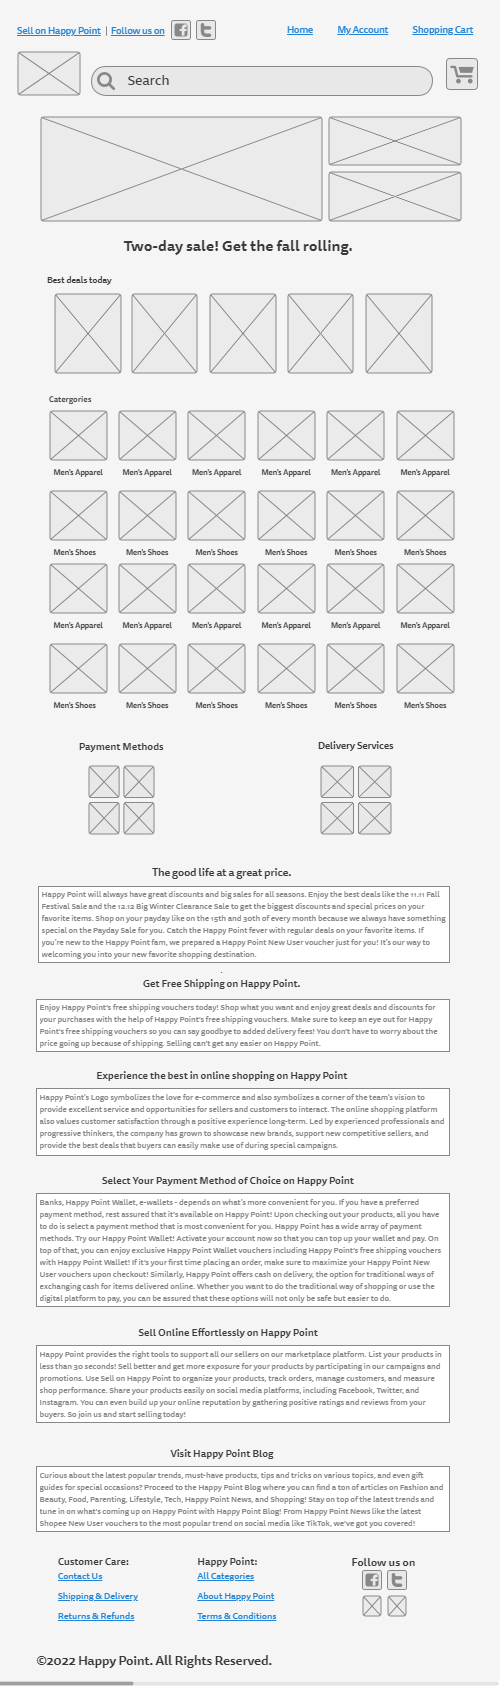 Sell on Happy Point | Follow us on
Home My Account Shopping Cart
Search
Two-day sale! Get the fall rolling.
Best deals today
Catergories
Men's Apparel Men's Apparel Men's Apparel Men's Apparel Men's Apparel Men's Apparel
Men's Shoes Men's Shoes Men's Shoes Men's Shoes Men's Shoes Men's Shoes
Men's Apparel Men's Apparel Men's Apparel Men's Apparel Men's Apparel Men's Apparel
Men's Shoes Men's Shoes Men's Shoes Men's Shoes Men's Shoes Men's Shoes
Payment Methods Delivery Services
The good life at a great price.
Happy Point will always have great discounts and big sales for all seasons. Enjoy the best deals like the 11.11 Fall
Festival Sale and the 12.12 Big Winter Clearance Sale to get the biggest discounts and special prices on your
favorite items. Shop on your payday like on the 15th and 30th of every month because we always have something
special on the Payday Sale for you. Catch the Happy Point fever with regular deals on your favorite items. If
you're new to the Happy Point fam, we prepared a Happy Point New User voucher just for you! It's our way to
welcoming you into your new favorite shopping destination.
.
Get Free Shipping on Happy Point.
Enjoy Happy Point's free shipping vouchers today! Shop what you want and enjoy great deals and discounts for
your purchases with the help of Happy Point's free shipping vouchers. Make sure to keep an eye out for Happy
Point's free shipping vouchers so you can say goodbye to added delivery fees! You don't have to worry about the
price going up because of shipping. Selling can't get any easier on Happy Point.
Experience the best in online shopping on Happy Point
Happy Point's Logo symbolizes the love for e-commerce and also symbolizes a corner of the team's vision to
provide excellent service and opportunities for sellers and customers to interact. The online shopping platform
also values customer satisfaction through a positive experience long-term. Led by experienced professionals and
progressive thinkers, the company has grown to showcase new brands, support new competitive sellers, and
provide the best deals that buyers can easily make use of during special campaigns.
Select Your Payment Method of Choice on Happy Point
Banks, Happy Point Wallet, e-wallets - depends on what's more convenient for you. If you have a preferred
payment method, rest assured that it's available on Happy Point! Upon checking out your products, all you have
to do is select a payment method that is most convenient for you. Happy Point has a wide array of payment
methods. Try our Happy Point Wallet! Activate your account now so that you can top up your wallet and pay. On
top of that, you can enjoy exclusive Happy Point Wallet vouchers including Happy Point's free shipping vouchers
with Happy Point Wallet! If it's your first time placing an order, make sure to maximize your Happy Point New
User vouchers upon checkout! Similarly, Happy Point offers cash on delivery, the option for traditional ways of
exchanging cash for items delivered online. Whether you want to do the traditional way of shopping or use the
digital platform to pay, you can be assured that these options will not only be safe but easier to do.
Sell Online Effortlessly on Happy Point
Happy Point provides the right tools to support all our sellers on our marketplace platform. List your products in
less than 30 seconds! Sell better and get more exposure for your products by participating in our campaigns and
promotions. Use Sell on Happy Point to organize your products, track orders, manage customers, and measure
shop performance. Share your products easily on social media platforms, including Facebook, Twitter, and
Instagram. You can even build up your online reputation by gathering positive ratings and reviews from your
buyers. So join us and start selling today!
Visit Happy Point Blog
Curious about the latest popular trends, must-have products, tips and tricks on various topics, and even gift
guides for special occasions? Proceed to the Happy Point Blog where you can find a ton of articles on Fashion and
Beauty, Food, Parenting, Lifestyle, Tech, Happy Point News, and Shopping! Stay on top of the latest trends and
tune in on what's coming up on Happy Point with Happy Point Blog! From Happy Point News like the latest
Shopee New User vouchers to the most popular trend on social media like TikTok, we've got you covered!
Customer Care: Happy Point: Follow us on
Contact Us All Categories
Shipping & Delivery About Happy Point
Returns & Refunds Terms & Conditions
©2022 Happy Point. All Rights Reserved.